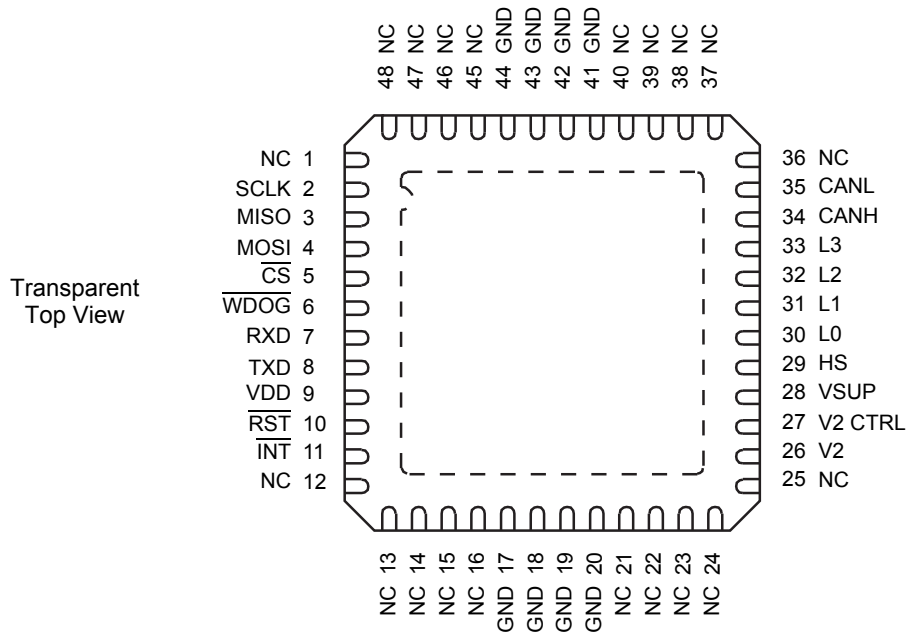 48 NC
47 NC
46 NC
45 NC
44 GND
43 GND
42 GND
41 GND
40 NC
39 NC
38 NC
37 NC
Transparent
Top View
NC 1
SCLK 2
MISO 3
MOSI 4
CS 5
WDOG 6
RXD 7
TXD 8
VDD 9
RST 10
INT 11
NC 12
36 NC
35 CANL
34 CANH
33 L3
32 L2
31 L1
30 L0
29 HS
28 VSUP
27 V2 CTRL
26 V2
25 NC
NC 13
NC 14
NC 15
NC 16
GND 17
GND 18
GND 19
GND 20
NC 21
NC 22
NC 23
NC 24